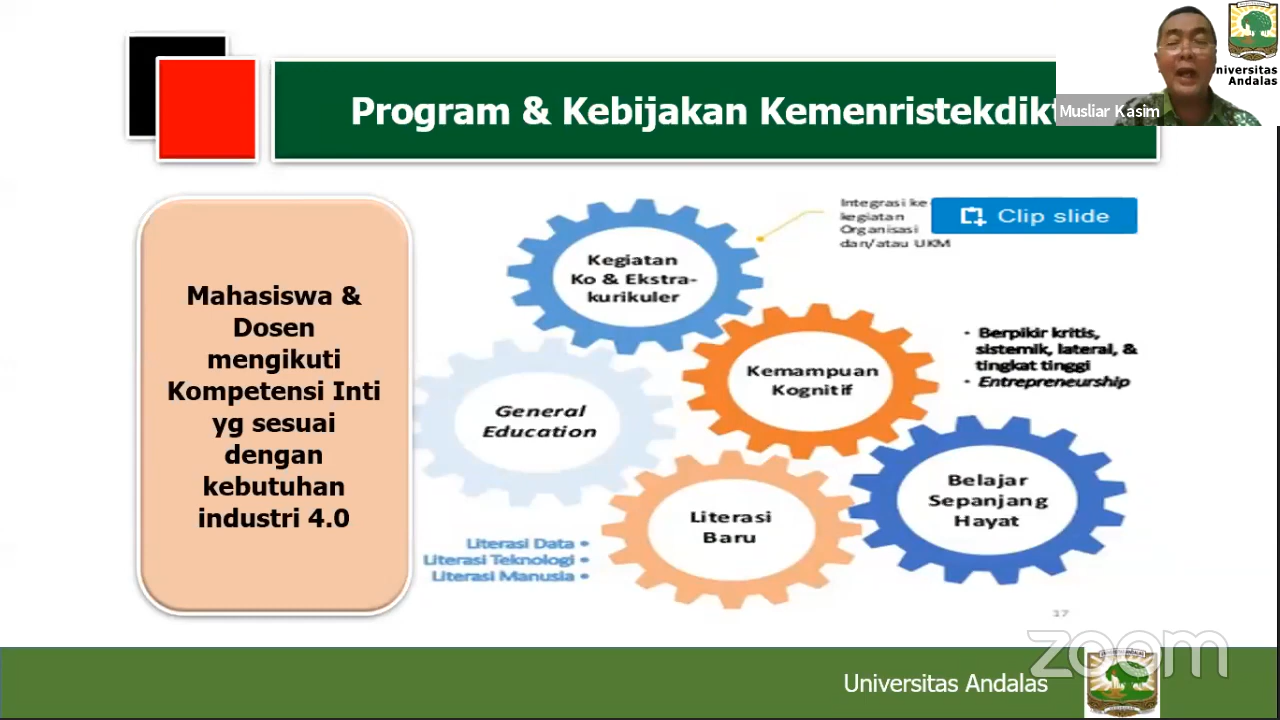 Program & Kebijakan Kemenristekdikt
Universitas
Andalas
Musliar Kasim
Mahasiswa &
Dosen
mengikuti
Kompetensi Inti
yg sesuai
dengan
kebutuhan
industri 4.0
Kegiatan
Ko & Ekstra-
kurikuler
Integrasi ke
kegiatan
Organisasi
dan/atau UKM
Clip slide
Kemampuan
Kognitif
• Berpikir kritis,
sistemik, lateral, &
tingkat tinggi
• Entrepreneurship
General
Education
Belajar
Sepanjang
Hayat
Literasi
Baru
Literasi Data •
Literasi Teknologi •
Literasi Manusia •
17
zoom
Universitas Andalas